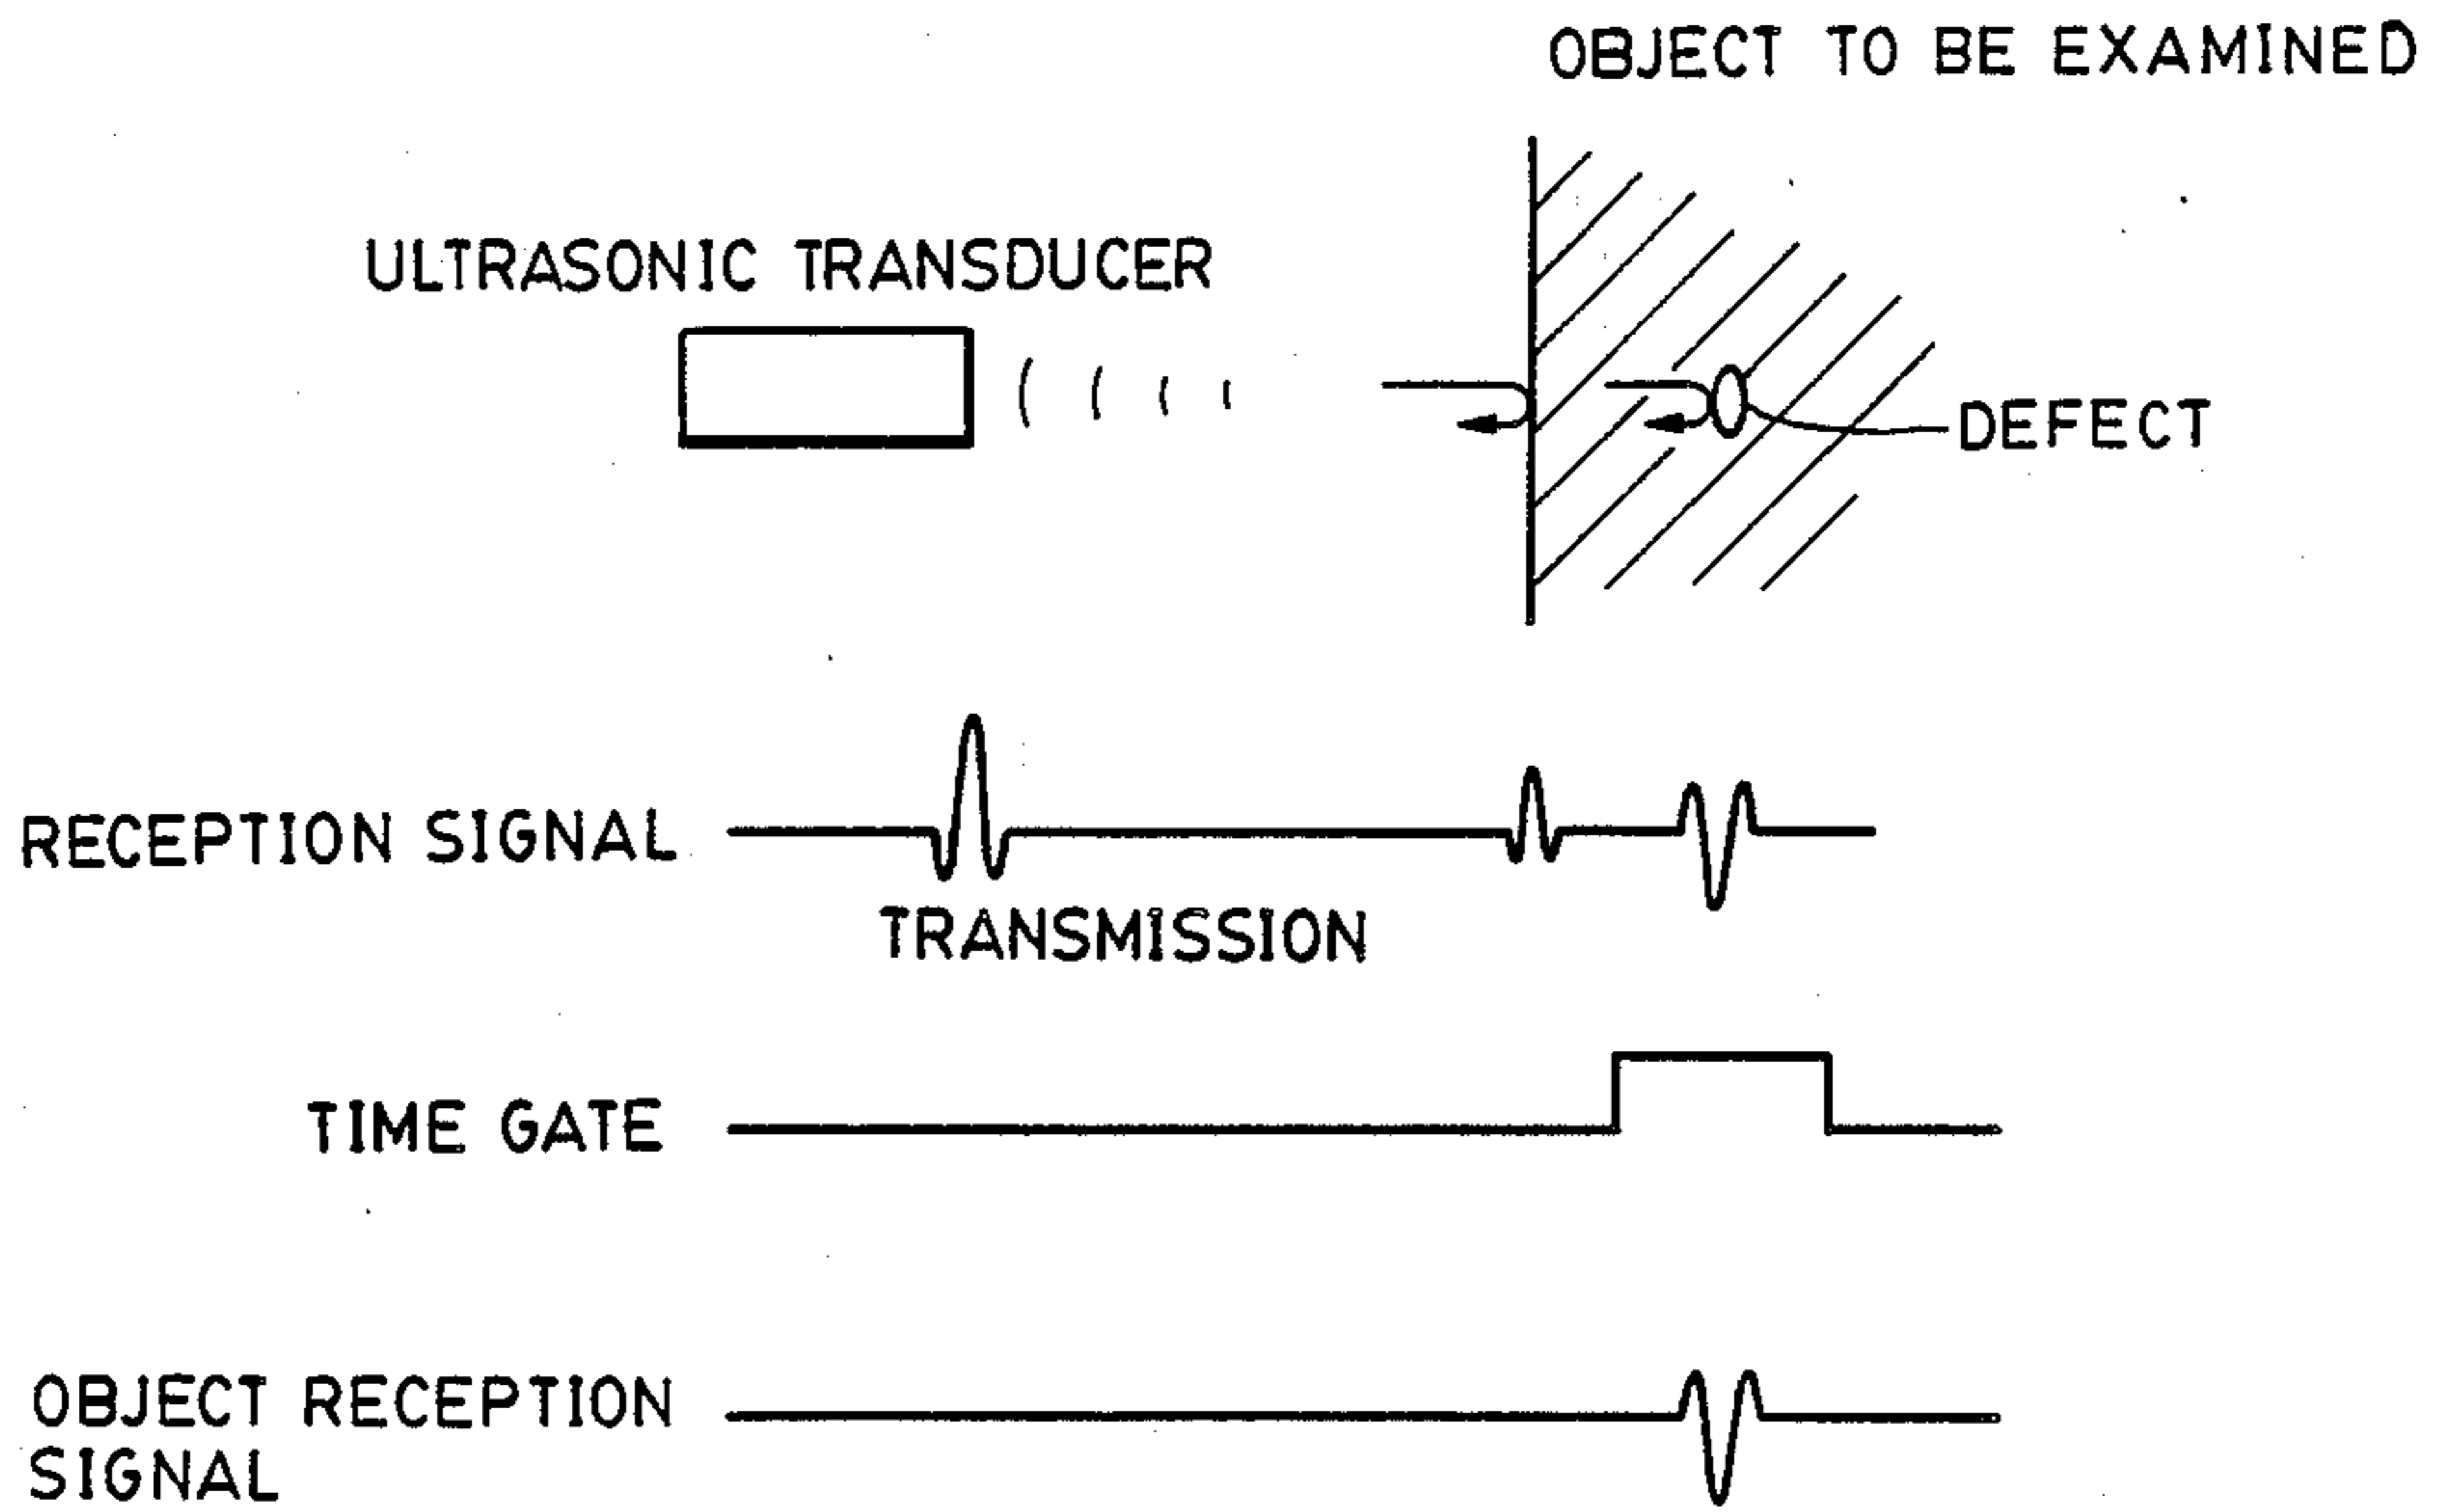 OBJECT TO BE EXAMINED
ULTRASONIC TRANSDUCER
DEFECT
RECEPTION SIGNAL
TRANSMISSION
TIME GATE
OBJECT RECEPTION
SIGNAL